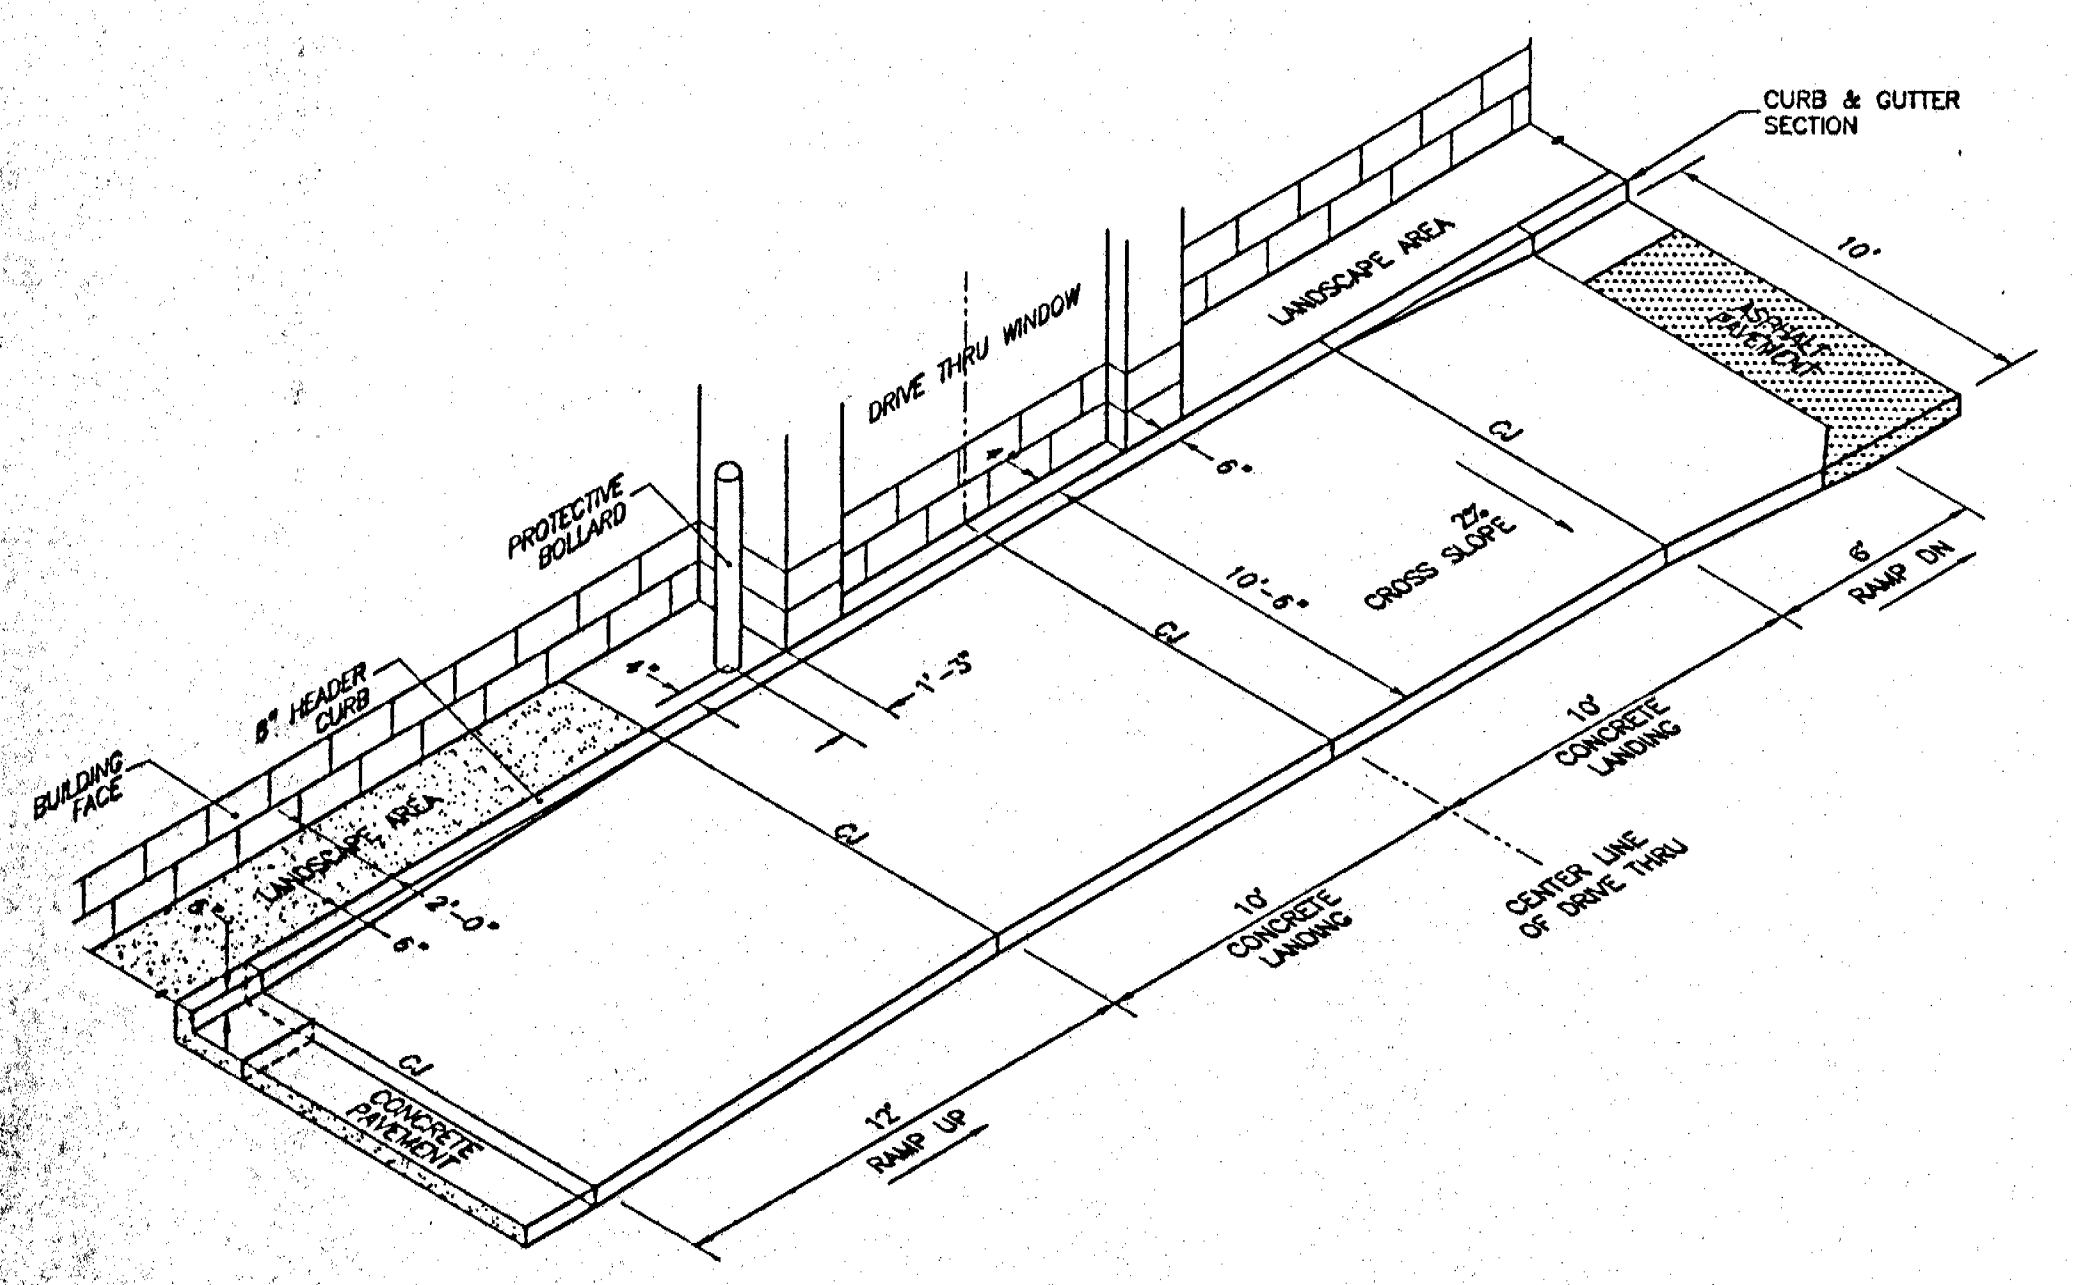 CURB & GUTTER
SECTION
10'
LANDSCAPE AREA
ASPHALT
PAVEMENT
DRIVE THRU WINDOW
6"
CJ
2%
CROSS SLOPE
6'
RAMP DN
PROTECTIVE
BOLLARD
10'-6"
CJ
4"
1'-3"
10'
CONCRETE
LANDING
8" HEADER
CURB
BUILDING
FACE
LANDSCAPE AREA
CJ
2'-0"
6"
CENTER LINE
OF DRIVE THRU
10'
CONCRETE
LANDING
CJ
CONCRETE
PAVEMENT
12'
RAMP UP